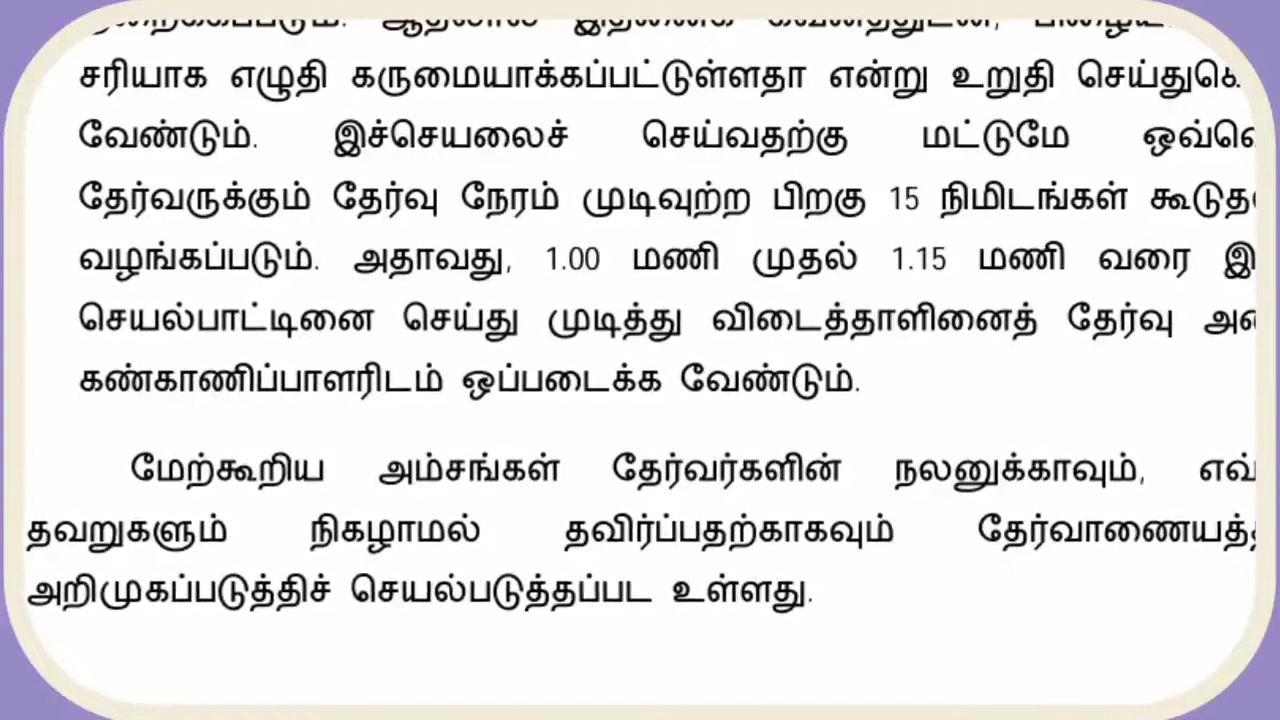 சரியாக எழுதி கருமையாக்கப்பட்டுள்ளதா என்று உறுதி
வேண்டும். இச்செயலைச் செய்வதற்கு மட்டுமே
தேர்வருக்கும் தேர்வு நேரம் முடிவுற்ற பிறகு 15 நிமிடங்கள்
வழங்கப்படும். அதாவது, 1.00 மணி முதல் 1.15 மணி வரை
செயல்பாட்டினை செய்து முடித்து விடைத்தாளினைத் தேர்வு
கண்காணிப்பாளரிடம் ஒப்படைக்க வேண்டும்.
மேற்கூறிய அம்சங்கள் தேர்வர்களின் நலனுக்காவும்,
தவறுகளும் நிகழாமல் தவிர்ப்பதற்காகவும்
அறிமுகப்படுத்திச் செயல்படுத்தப்பட உள்ளது.